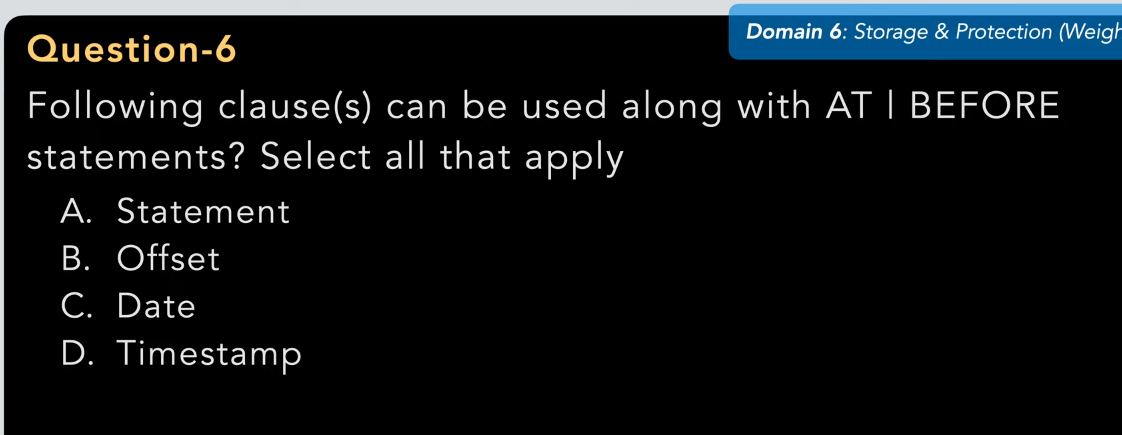 Domain 6: Storage & Protection (Weigh
Question-6
Following clause(s) can be used along with AT | BEFORE
statements? Select all that apply
A. Statement
B. Offset
C. Date
D. Timestamp